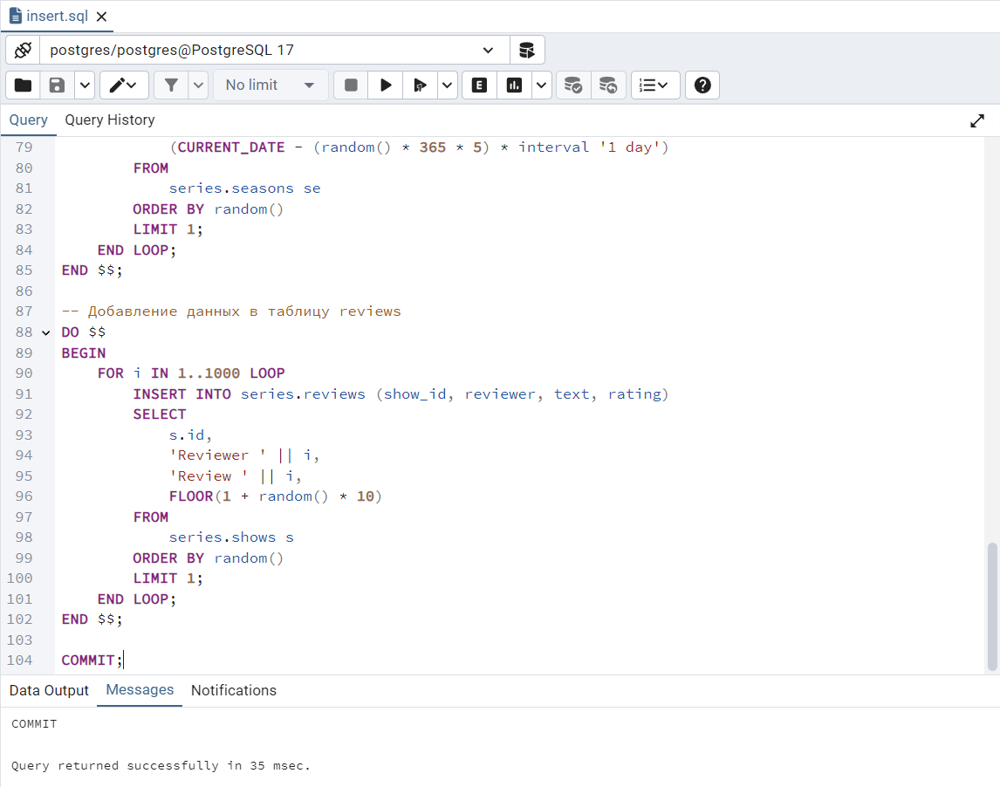 insert.sql
postgres/postgres@PostgreSQL 17
No limit
Query Query History
79 (CURRENT_DATE - (random() * 365 * 5) * interval '1 day')
80 FROM
81 series.seasons se
82 ORDER BY random()
83 LIMIT 1;
84 END LOOP;
85 END $$;
86
87 -- Добавление данных в таблицу reviews
88 DO $$
89 BEGIN
90 FOR i IN 1..1000 LOOP
91 INSERT INTO series.reviews (show_id, reviewer, text, rating)
92 SELECT
93 s.id,
94 'Reviewer ' || i,
95 'Review ' || i,
96 FLOOR(1 + random() * 10)
97 FROM
98 series.shows s
99 ORDER BY random()
100 LIMIT 1;
101 END LOOP;
102 END $$;
103
104 COMMIT;
Data Output Messages Notifications
COMMIT
Query returned successfully in 35 msec.